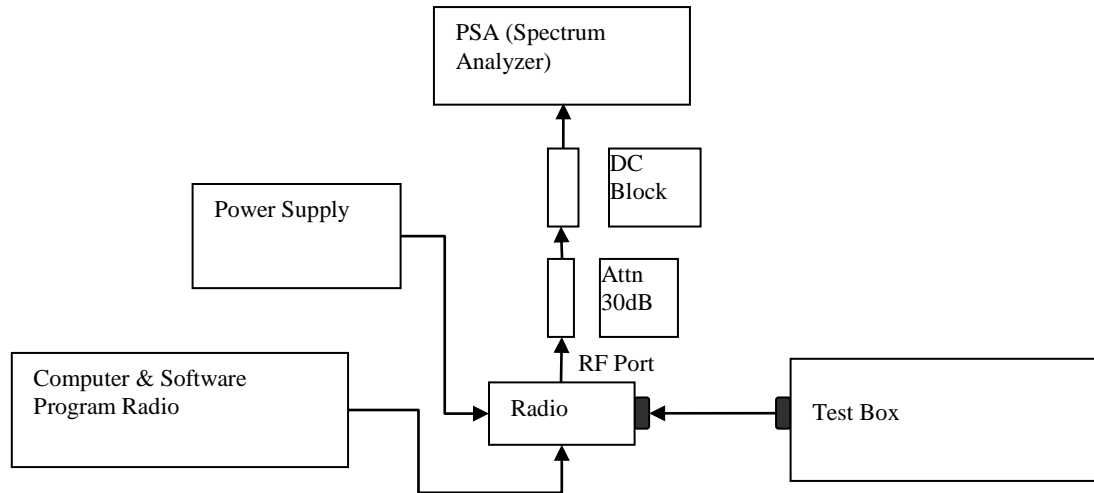 PSA (Spectrum
Analyzer)
DC
Block
Power Supply
Attn
30dB
RF Port
Computer & Software
Program Radio
Radio
Test Box